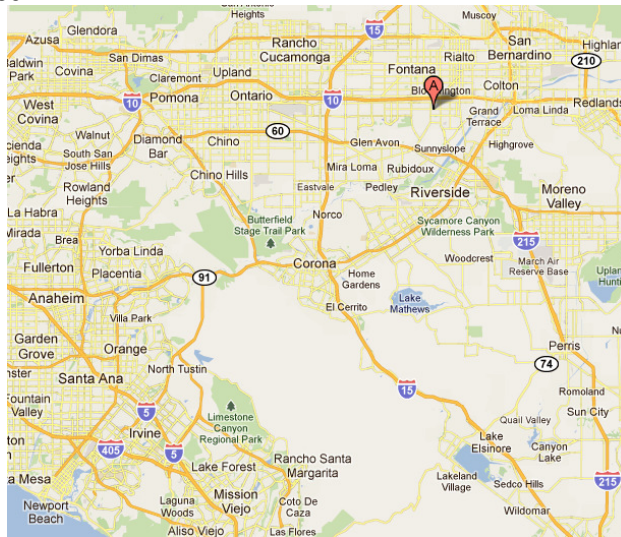 Glendora
Heights
Muscoy
Azusa
15
San
Bernardino
Highlan
Rancho
Cucamonga
San Dimas
Baldwin
Park
Covina
Claremont
Upland
Fontana
Rialto
210
A
Colton
West
Covina
10
Pomona
Ontario
10
Grand
Terrace
Loma Linda
Redlands
Walnut
Diamond
Bar
60
Chino
Glen Avon
Sunnyslope
Highgrove
South San
Jose Hills
Chino Hills
Mira Loma
Rubidoux
Rowland
Heights
Eastvale
Pedley
Riverside
Moreno
Valley
La Habra
Norco
Butterfield
Stage Trail Park
Sycamore Canyon
Wilderness Park
Mirada
Brea
215
Yorba Linda
Woodcrest
March Air
Reserve Base
Fullerton
Placentia
91
Corona
Home
Gardens
Anaheim
Lake
Mathews
El Cerrito
Villa Park
Garden
Grove
Orange
Perris
74
North Tustin
Santa Ana
15
Romoland
Fountain
Valley
5
Limestone
Canyon
Regional Park
Sun City
Quail Valley
Irvine
405
5
Lake
Elsinore
Canyon
Lake
Lake Forest
Rancho Santa
Margarita
a Mesa
Lakeland
Village
Sedco Hills
215
Newport
Beach
Laguna
Woods
Mission
Viejo
Coto De
Caza
Wildomar
Aliso Viejo
Las Flores